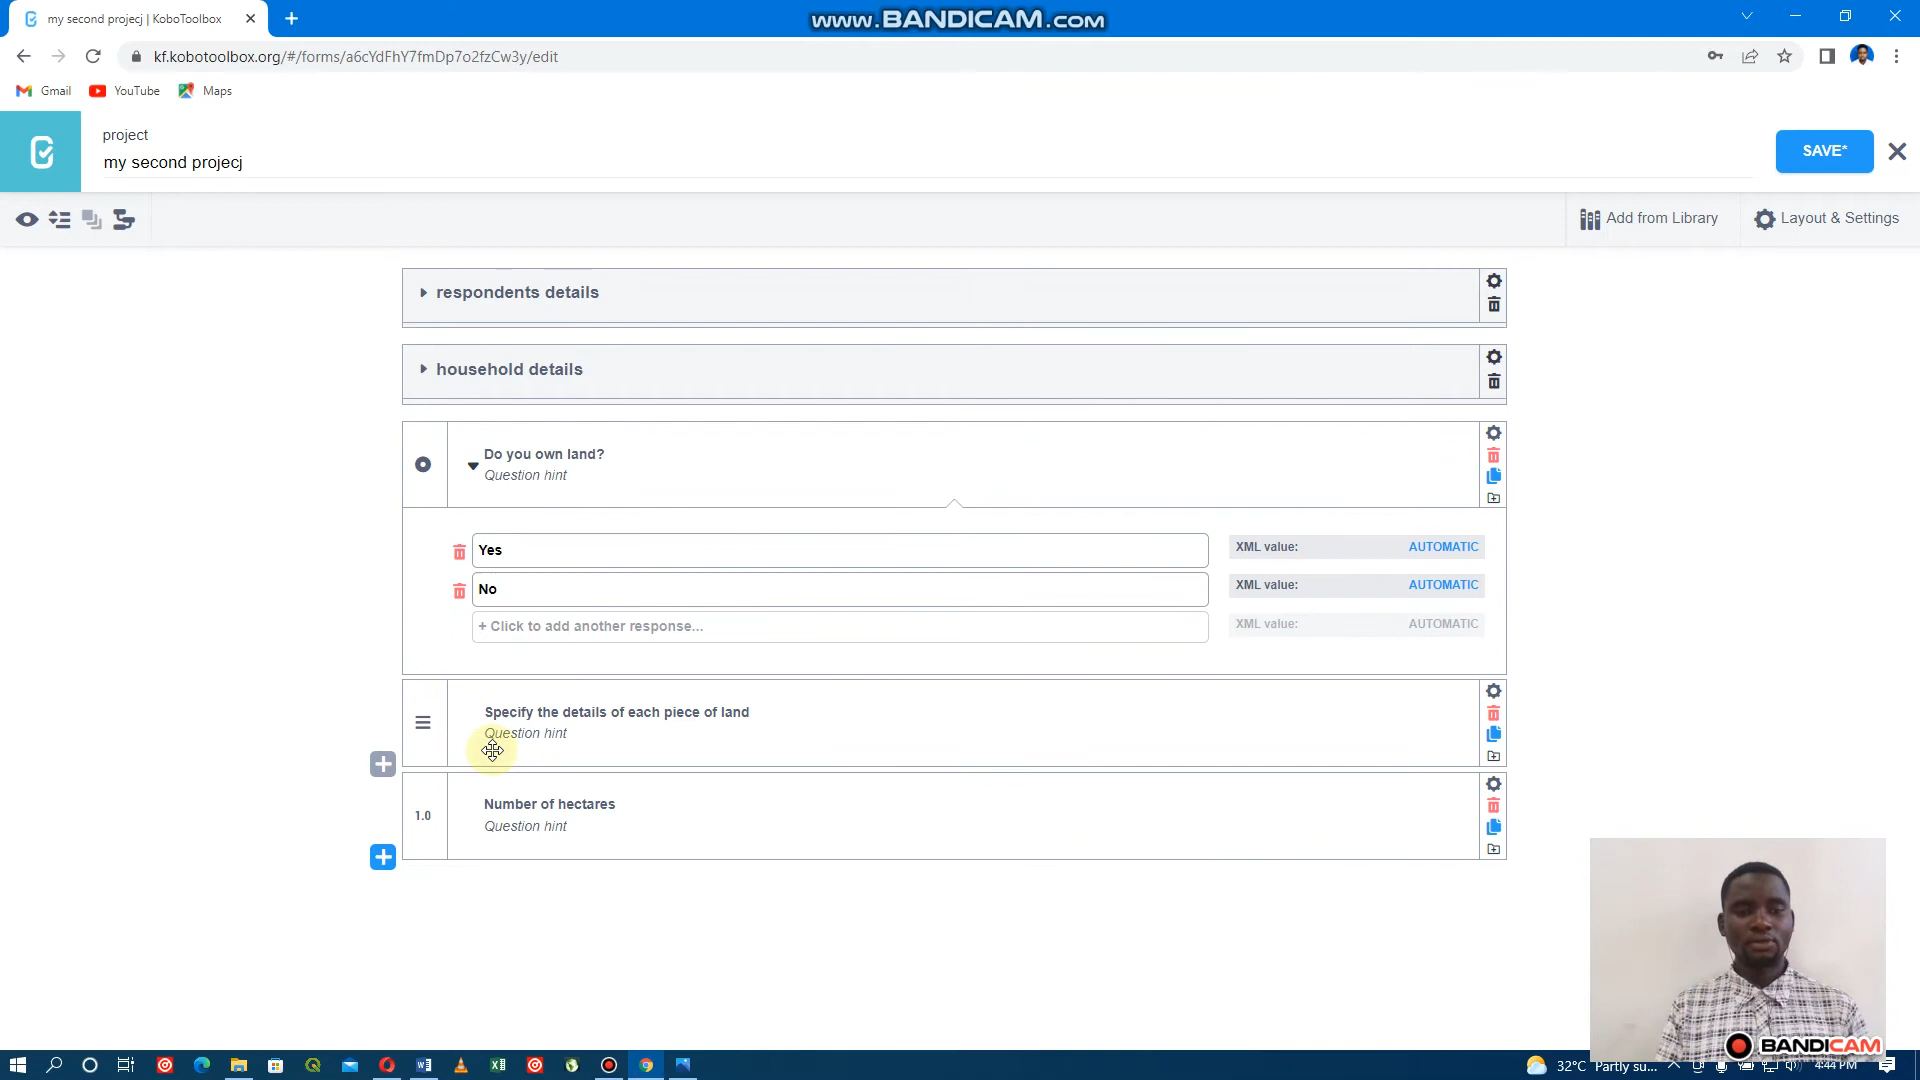 my second projecj | KoboToolbox
www.BANDICAM.com
kf.kobotoolbox.org/#/forms/a6cYdFhY7fmDp7o2fzCw3y/edit
Gmail
YouTube
Maps
project
my second projecj
SAVE*
Add from Library
Layout & Settings
respondents details
household details
Do you own land?
Question hint
Yes
XML value:
AUTOMATIC
No
XML value:
AUTOMATIC
+ Click to add another response...
XML value:
AUTOMATIC
Specify the details of each piece of land
Question hint
1.0
Number of hectares
Question hint
BANDICAM
32°C Partly su...
4:44 PM